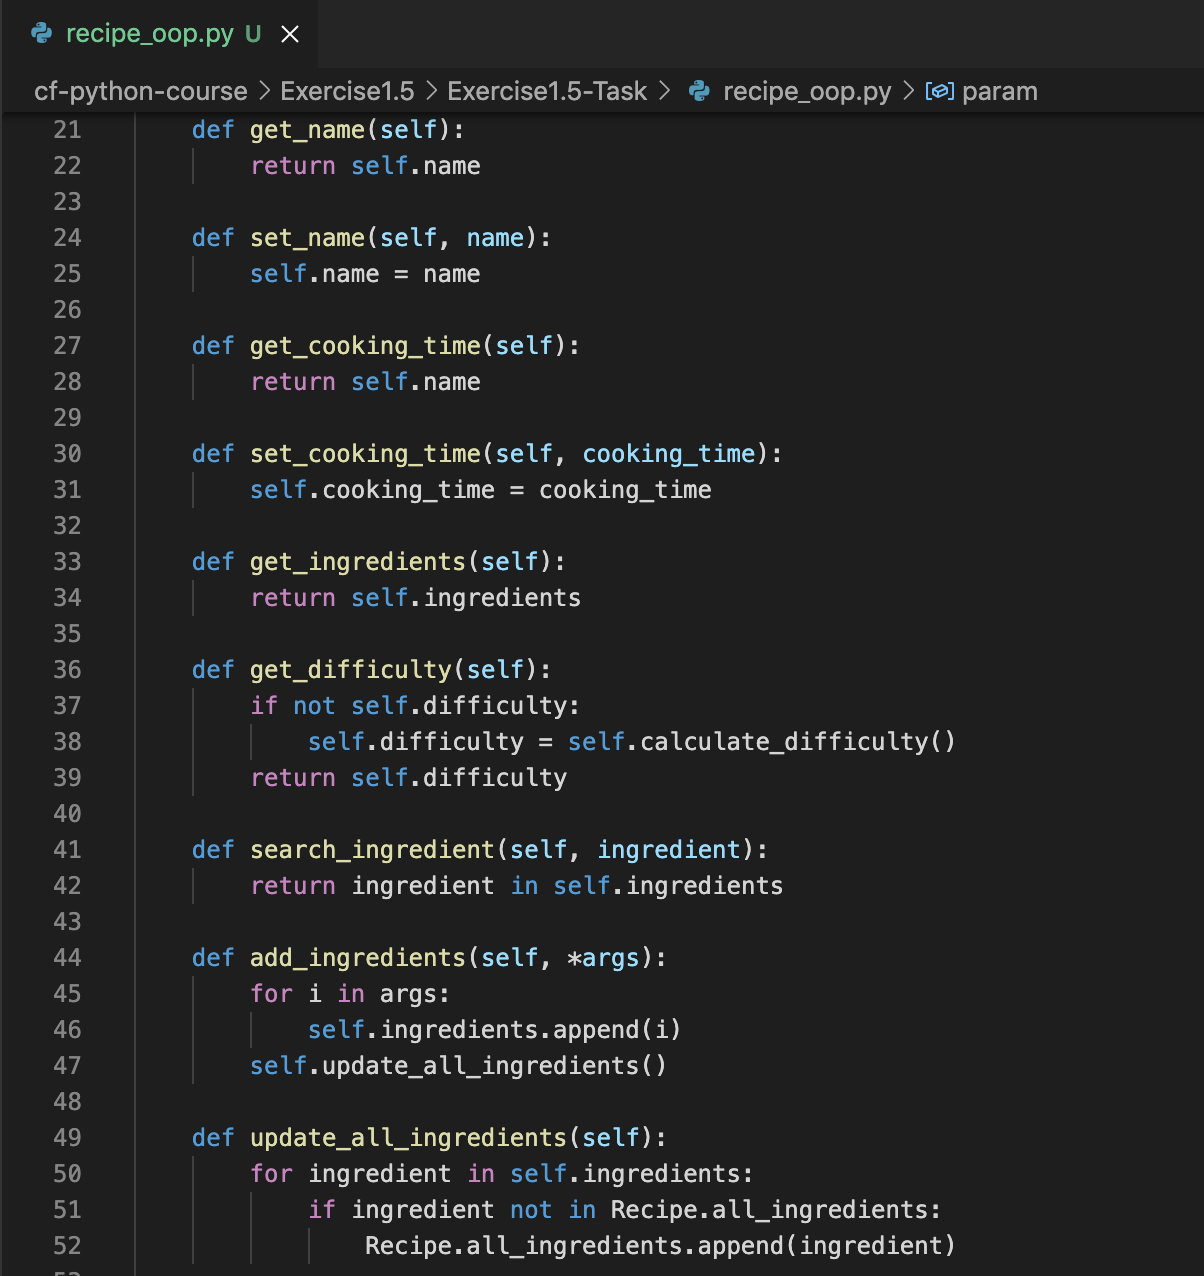 recipe_oop.py U
cf-python-course > Exercise1.5 > Exercise1.5-Task > recipe_oop.py > param
21 def get_name(self):
22 return self.name
23
24 def set_name(self, name):
25 self.name = name
26
27 def get_cooking_time(self):
28 return self.name
29
30 def set_cooking_time(self, cooking_time):
31 self.cooking_time = cooking_time
32
33 def get_ingredients(self):
34 return self.ingredients
35
36 def get_difficulty(self):
37 if not self.difficulty:
38 self.difficulty = self.calculate_difficulty()
39 return self.difficulty
40
41 def search_ingredient(self, ingredient):
42 return ingredient in self.ingredients
43
44 def add_ingredients(self, *args):
45 for i in args:
46 self.ingredients.append(i)
47 self.update_all_ingredients()
48
49 def update_all_ingredients(self):
50 for ingredient in self.ingredients:
51 if ingredient not in Recipe.all_ingredients:
52 Recipe.all_ingredients.append(ingredient)